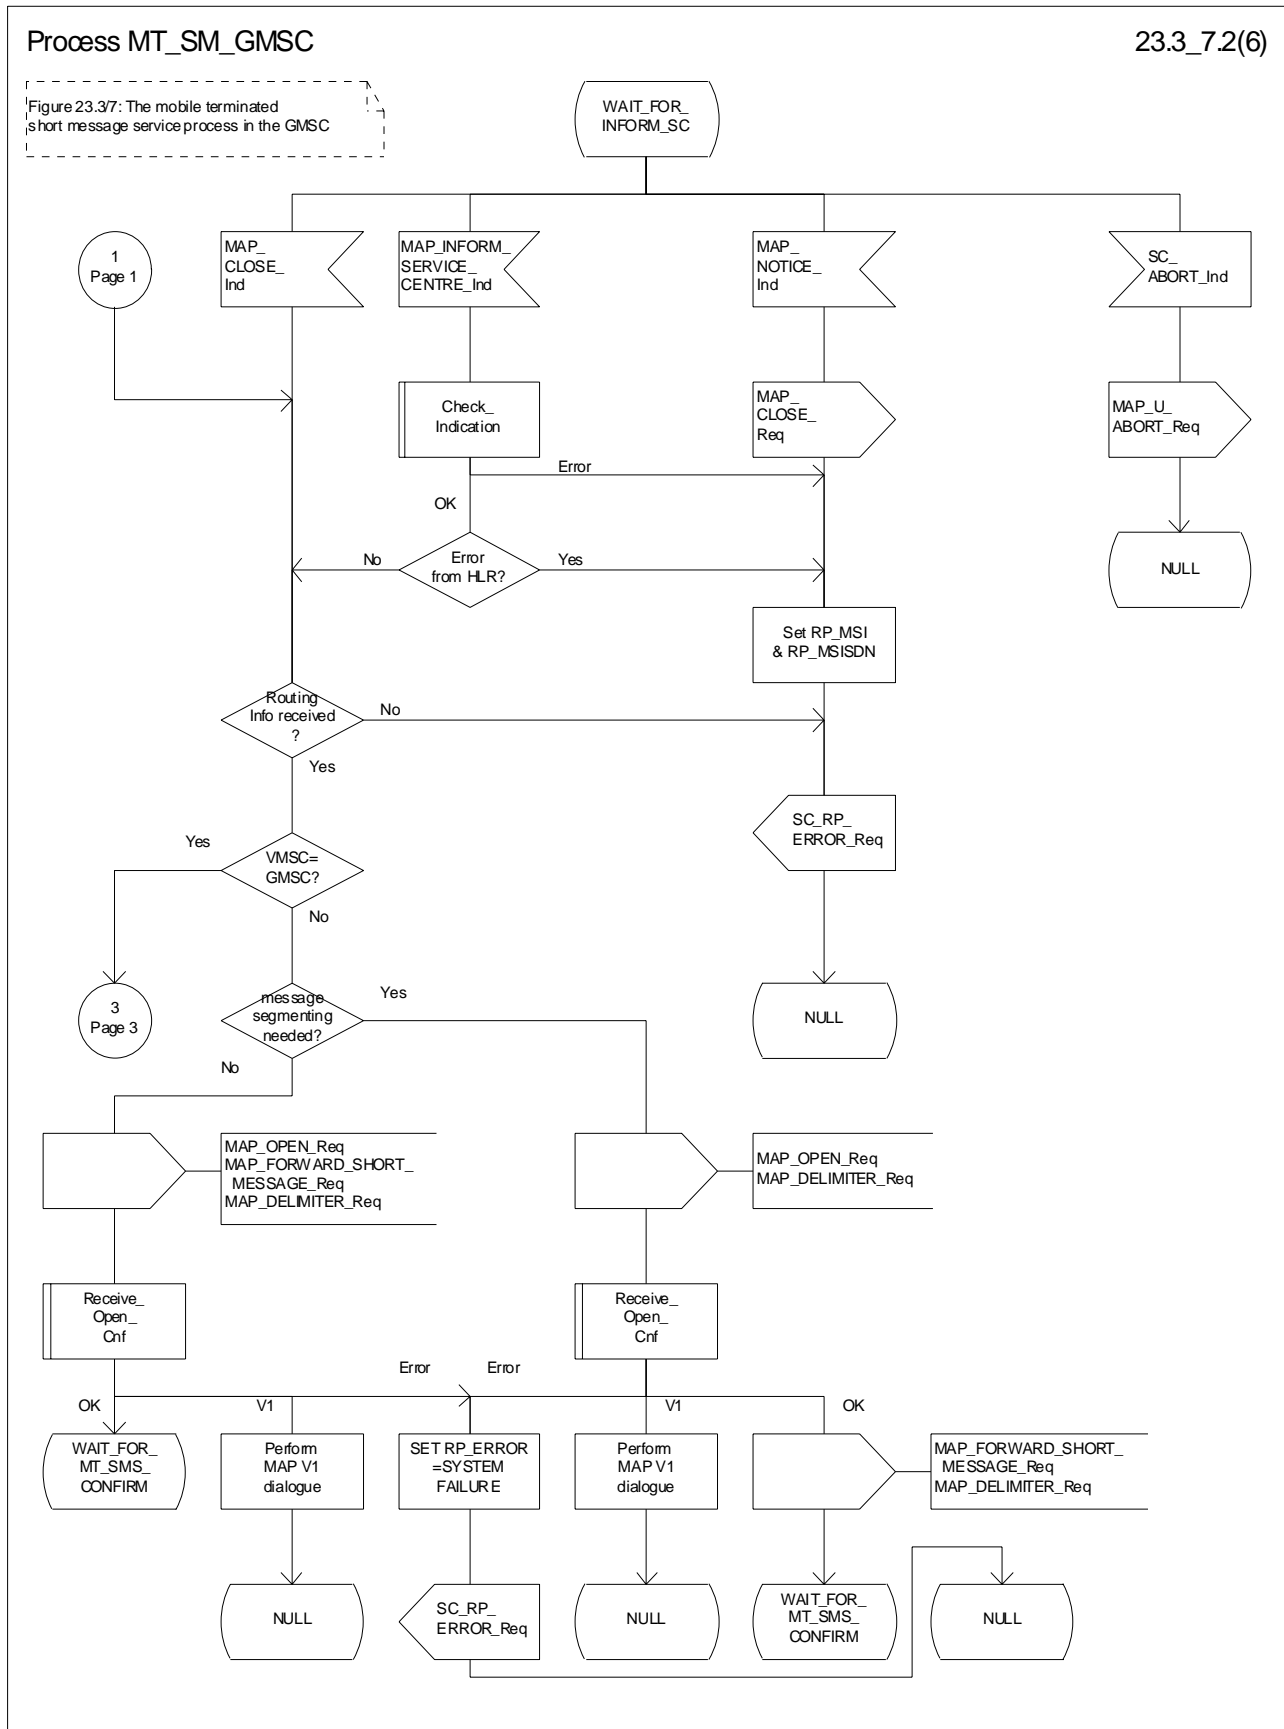 Process MT_SM_GMSC
23.3_7.2(6)
Figure 23.3/7: The mobile terminated
short message service process in the GMSC
WAIT_FOR_
INFORM_SC
1
Page 1
MAP_
CLOSE_
Ind
MAP_INFORM_
SERVICE_
CENTRE_Ind
MAP_
NOTICE_
Ind
SC_
ABORT_Ind
Check_
Indication
MAP_
CLOSE_
Req
MAP_U_
ABORT_Req
Error
OK
No
Error
from HLR?
Yes
NULL
Set RP_MSI
& RP_MSISDN
Routing
Info received
?
No
Yes
SC_RP_
ERROR_Req
Yes
VMSC=
GMSC?
No
3
Page 3
message
segmenting
needed?
Yes
No
NULL
MAP_OPEN_Req
MAP_FORWARD_SHORT_
MESSAGE_Req
MAP_DELIMITER_Req
MAP_OPEN_Req
MAP_DELIMITER_Req
Receive_
Open_
Cnf
Receive_
Open_
Cnf
Error
Error
OK
V1
V1
OK
WAIT_FOR_
MT_SMS_
CONFIRM
Perform
MAP V1
dialogue
SET RP_ERROR
=SYSTEM
FAILURE
Perform
MAP V1
dialogue
MAP_FORWARD_SHORT_
MESSAGE_Req
MAP_DELIMITER_Req
NULL
SC_RP_
ERROR_Req
NULL
WAIT_FOR_
MT_SMS_
CONFIRM
NULL